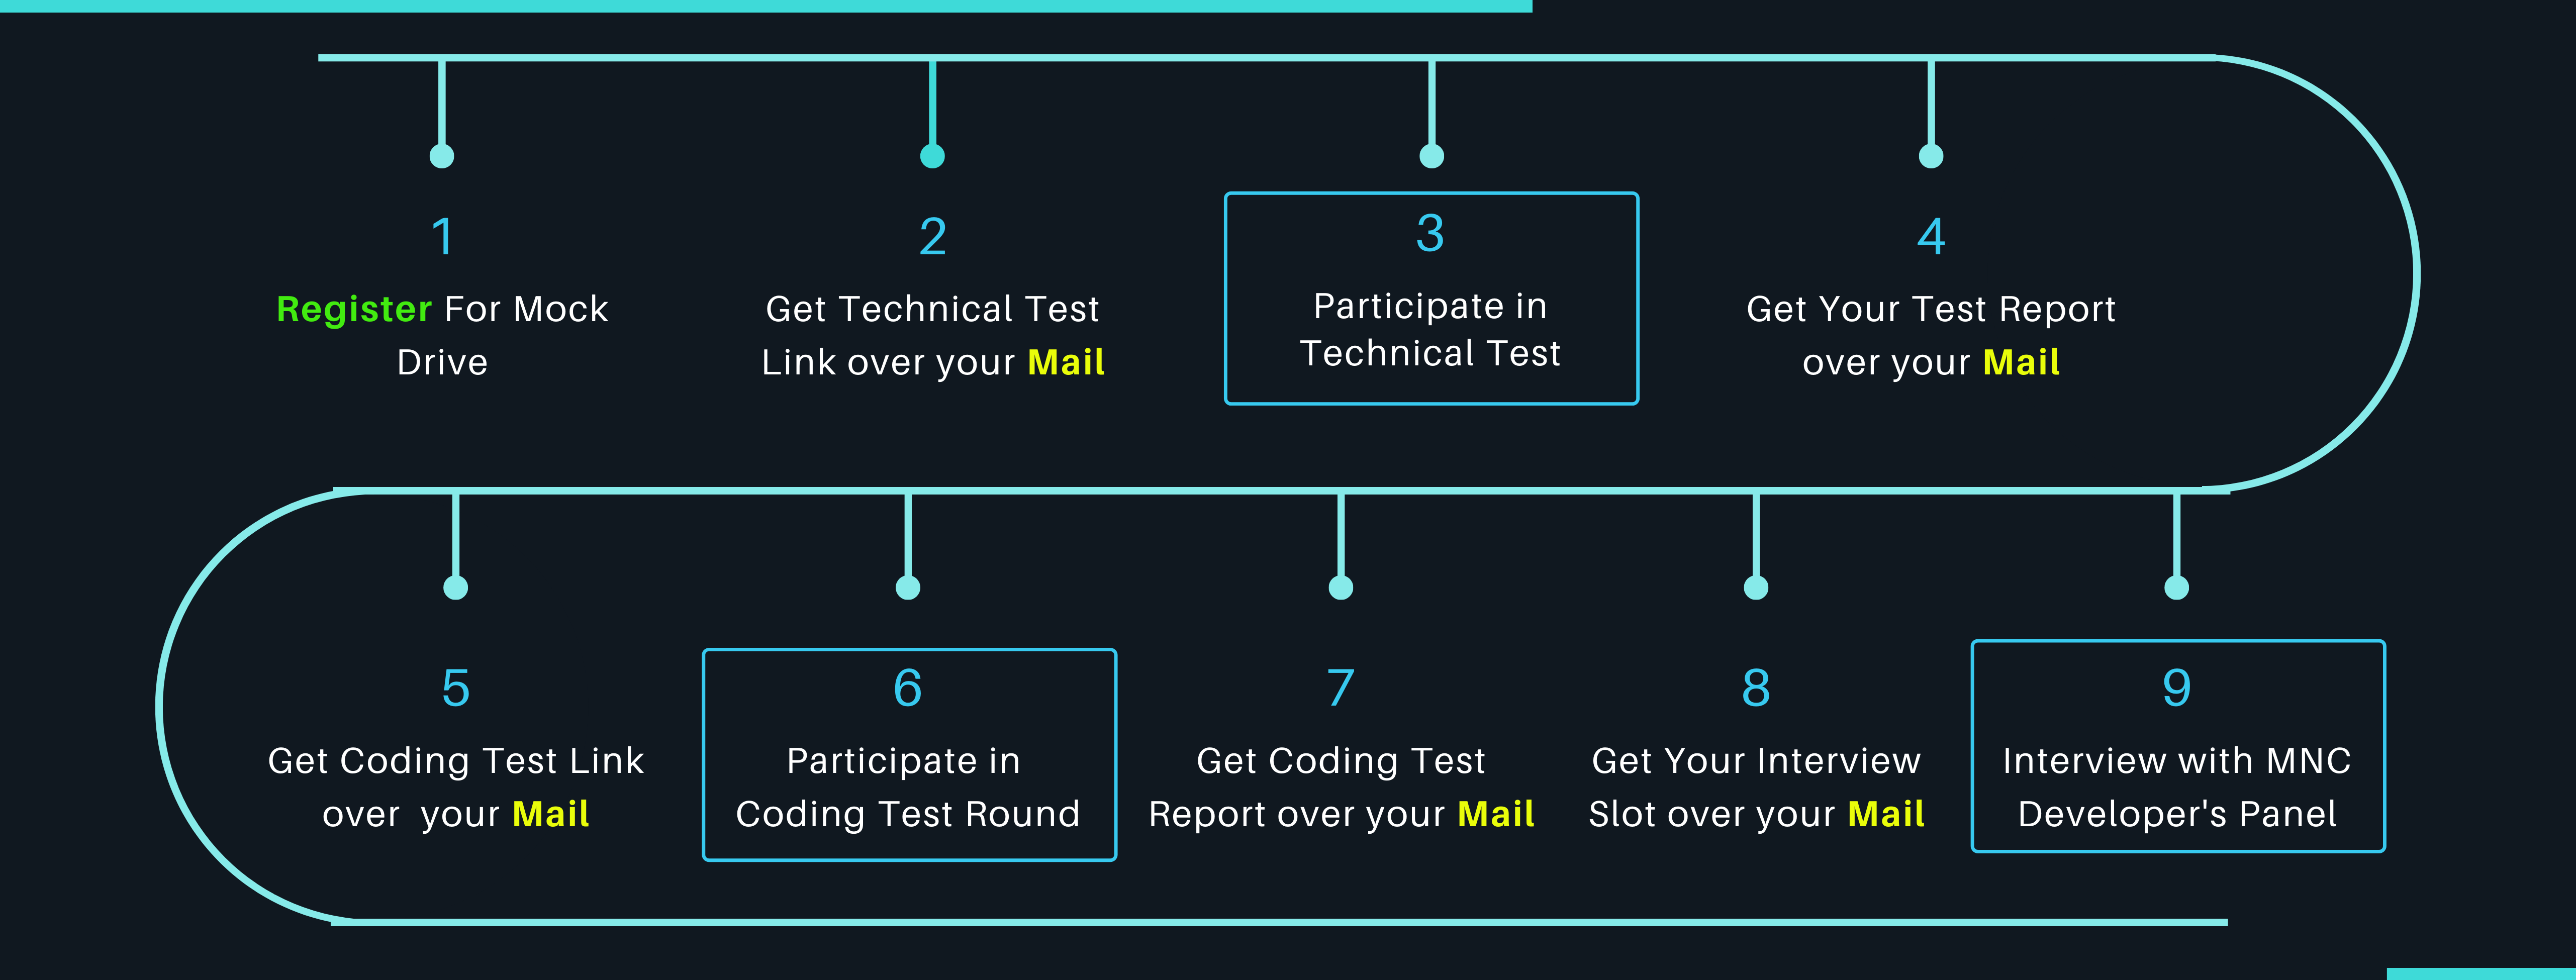 1
Register For Mock
Drive
2
Get Technical Test
Link over your Mail
3
Participate in
Technical Test
4
Get Your Test Report
over your Mail
5
Get Coding Test Link
over  your Mail
6
Participate in
Coding Test Round
7
Get Coding Test
Report over your Mail
8
Get Your Interview
Slot over your Mail
9
Interview with MNC
Developer's Panel